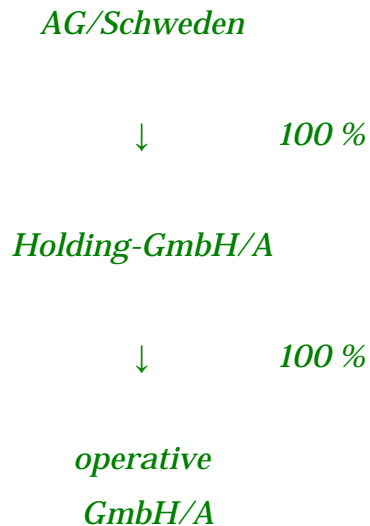 AG/Schweden
↓ 100 %
Holding-GmbH/A
↓ 100 %
operative
GmbH/A